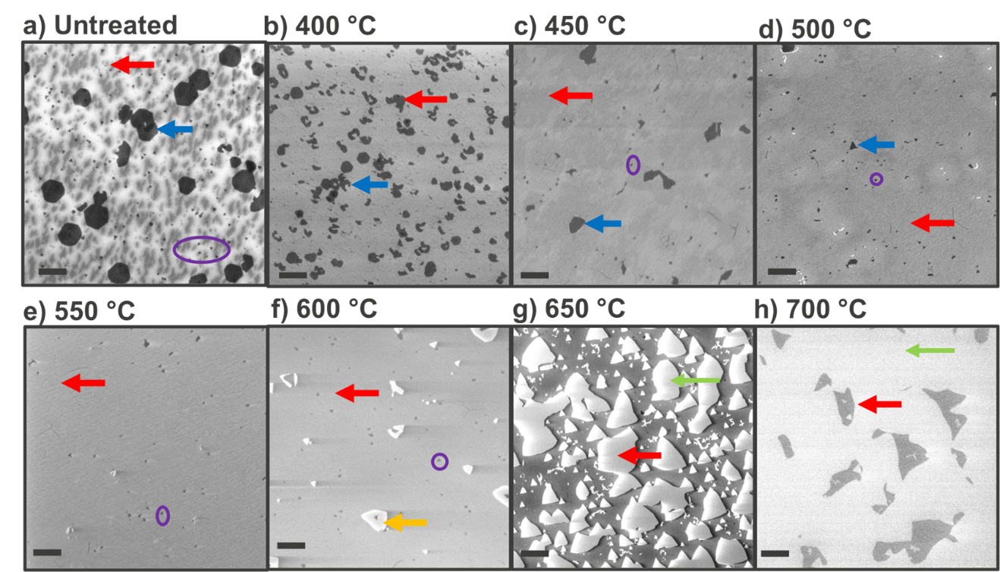 a) Untreated
b) 400 °C
c) 450 °C
d) 500 °C
e) 550 °C
f) 600 °C
g) 650 °C
h) 700 °C